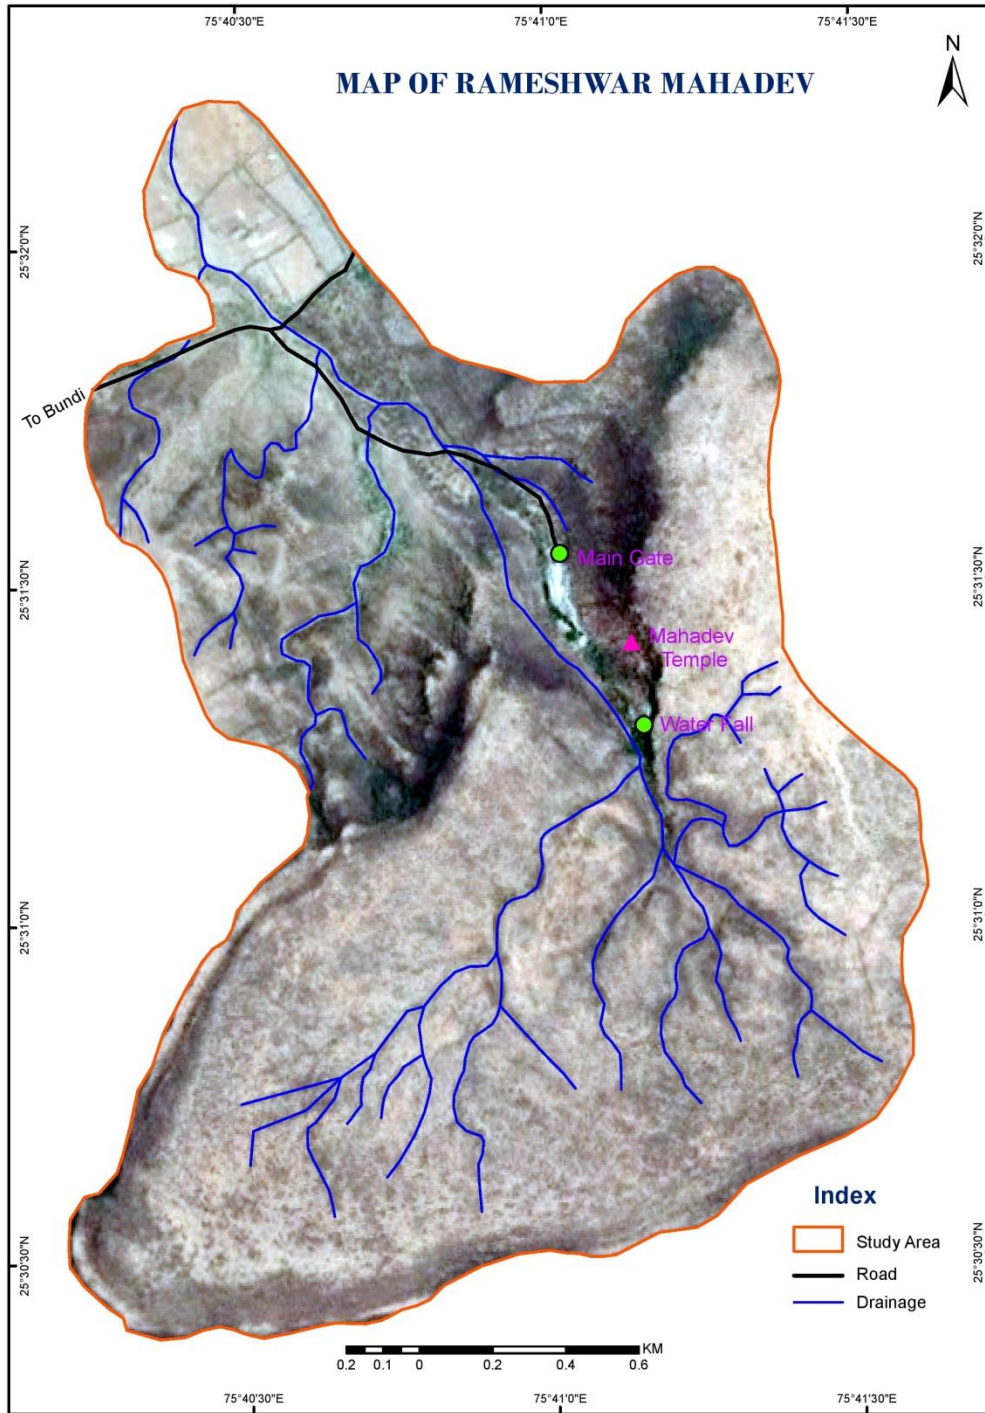 75°40'30"E
75°41'0"E
75°41'30"E
N
MAP OF RAMESHWAR MAHADEV
25°32'0"N
25°32'0"N
To Bundi
Main Gate
25°31'30"N
25°31'30"N
Mahadev
Temple
Water Fall
25°31'0"N
25°31'0"N
Index
Study Area
Road
Drainage
25°30'30"N
25°30'30"N
KM
0.2 0.1 0 0.2 0.4 0.6
75°40'30"E
75°41'0"E
75°41'30"E